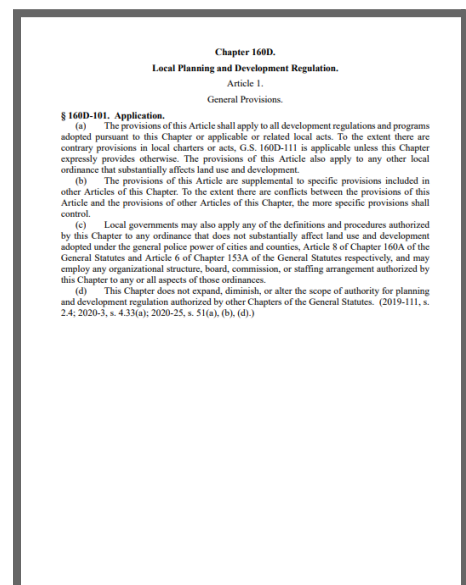 Chapter 160D.
Local Planning and Development Regulation.
Article 1.
General Provisions.
§ 160D-101. Application.
(a) The provisions of this Article shall apply to all development regulations and programs
adopted pursuant to this Chapter or applicable or related local acts. To the extent there are
contrary provisions in local charters or acts, G.S. 160D-111 is applicable unless this Chapter
expressly provides otherwise. The provisions of this Article also apply to any other local
ordinance that substantially affects land use and development.
(b) The provisions of this Article are supplemental to specific provisions included in
other Articles of this Chapter. To the extent there are conflicts between the provisions of this
Article and the provisions of other Articles of this Chapter, the more specific provisions shall
control.
(c) Local governments may also apply any of the definitions and procedures authorized
by this Chapter to any ordinance that does not substantially affect land use and development
adopted under the general police power of cities and counties, Article 8 of Chapter 160A of the
General Statutes and Article 6 of Chapter 153A of the General Statutes respectively, and may
employ any organizational structure, board, commission, or staffing arrangement authorized by
this Chapter to any or all aspects of those ordinances.
(d) This Chapter does not expand, diminish, or alter the scope of authority for planning
and development regulation authorized by other Chapters of the General Statutes. (2019-111, s.
2.4; 2020-3, s. 4.33(a); 2020-25, s. 51(a), (b), (d).)